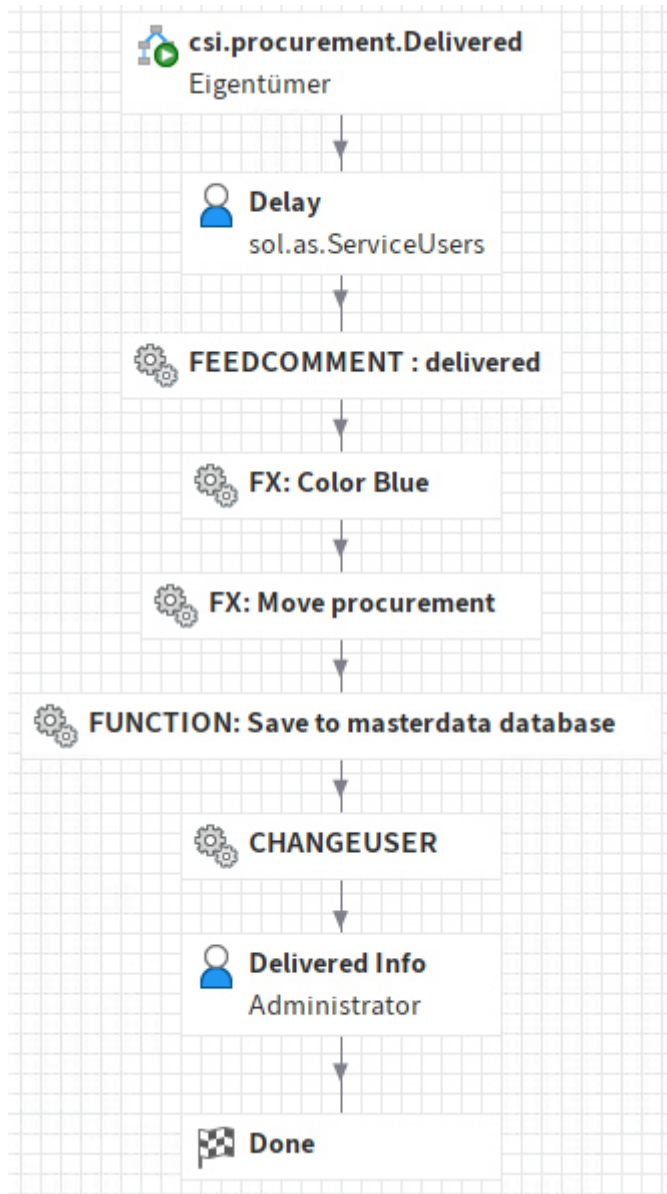 csi.procurement.Delivered
Eigentümer
Delay
sol.as.ServiceUsers
FEEDCOMMENT : delivered
FX: Color Blue
FX: Move procurement
FUNCTION: Save to masterdata database
CHANGEUSER
Delivered Info
Administrator
Done